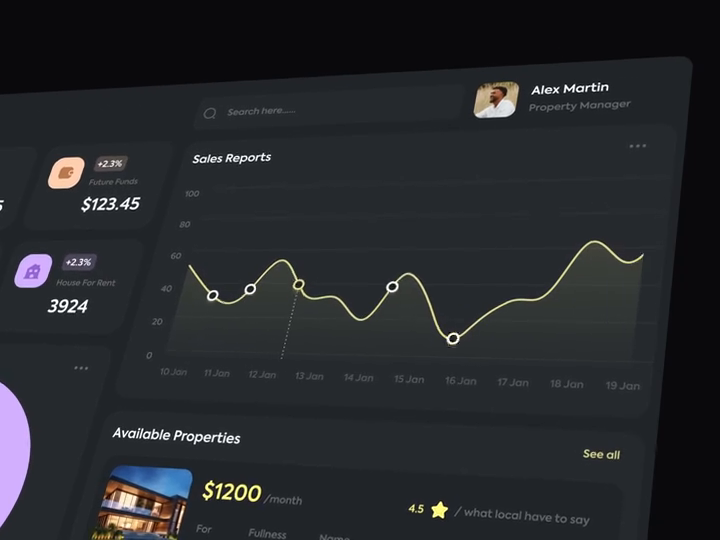 Search here......
Alex Martin
Property Manager
+2.3%
Future Funds
$123.45
+2.3%
House For Rent
3924
Sales Reports
100
80
60
40
20
0
10 Jan 11 Jan 12 Jan 13 Jan 14 Jan 15 Jan 16 Jan 17 Jan 18 Jan 19 Jan
Available Properties
See all
$1200 /month
4.5 / what local have to say
For Fullness Name